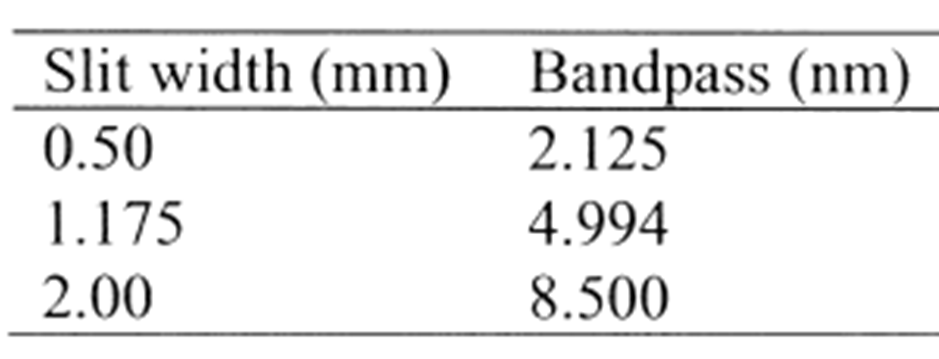 Slit width (mm) Bandpass (nm)
0.50 2.125
1.175 4.994
2.00 8.500